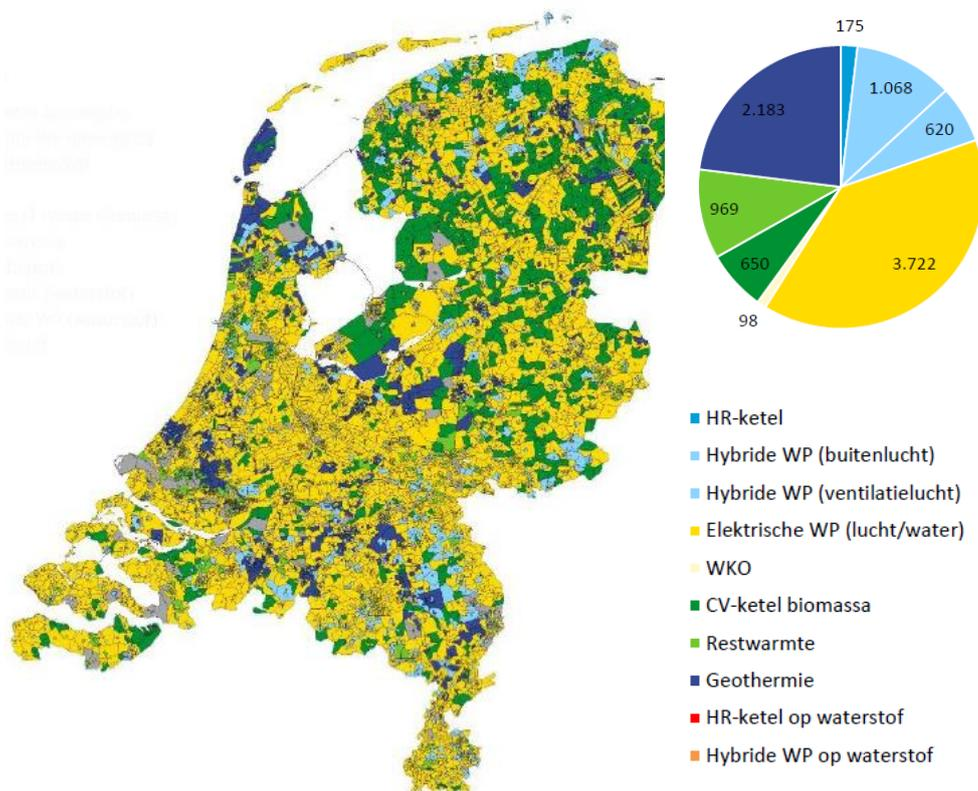 175
1.068
620
3.722
98
650
969
2.183
HR-ketel
Hybride WP (buitenlucht)
Hybride WP (ventilatielucht)
Elektrische WP (lucht/water)
WKO
CV-ketel biomassa
Restwarmte
Geothermie
HR-ketel op waterstof
Hybride WP op waterstof